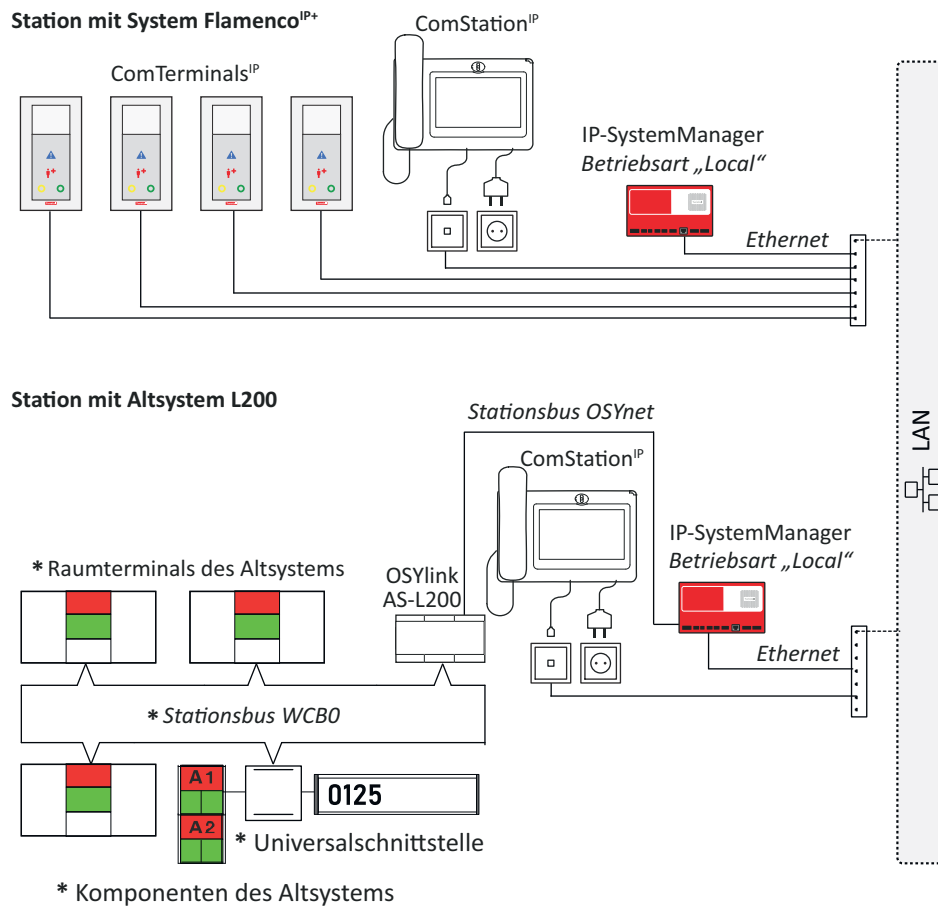 Station mit System Flamenco^IP+
ComStation^IP
ComTerminals^IP
IP-SystemManager
Betriebsart „Local“
Ethernet
Station mit Altsystem L200
Stationsbus OSYnet
ComStation^IP
LAN
IP-SystemManager
Betriebsart „Local“
* Raumterminals des Altsystems
OSYlink
AS-L200
Ethernet
* Stationsbus WCB0
A1
0125
A2
* Universalschnittstelle
* Komponenten des Altsystems